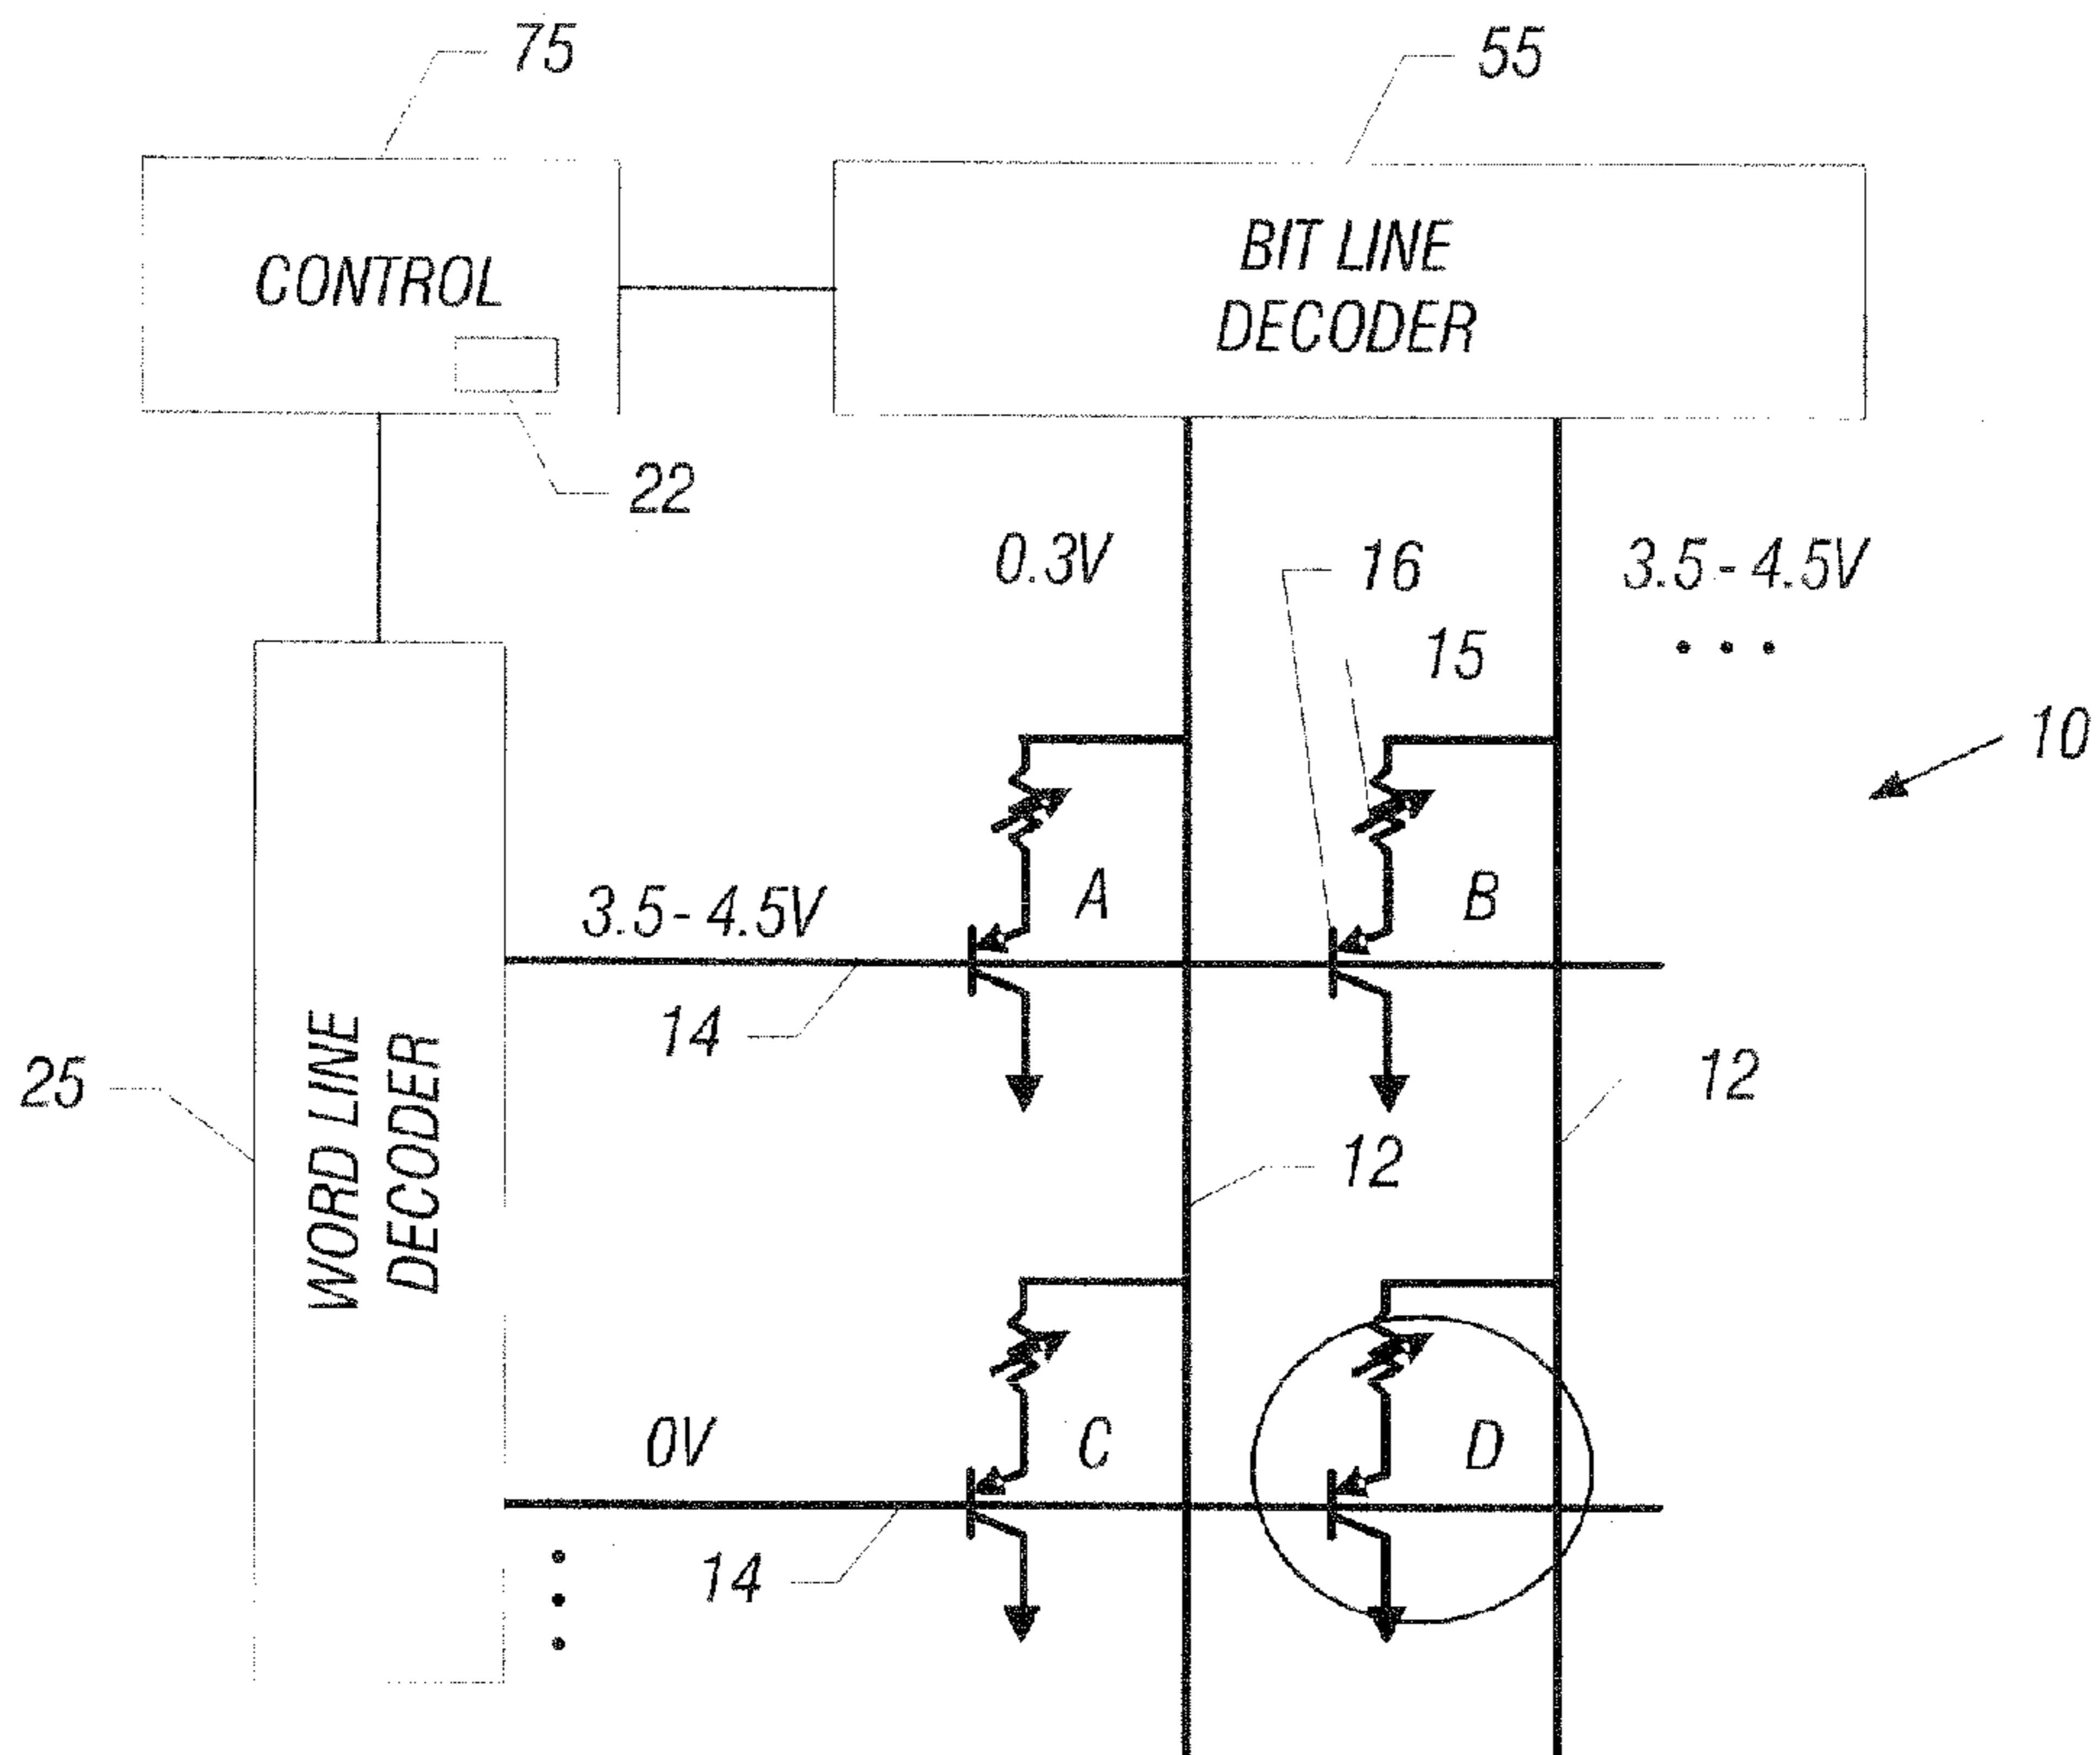 75
55
CONTROL
BIT LINE
DECODER
22
0.3V
16
3.5 - 4.5V
15
10
A
B
3.5 - 4.5V
14
25
WORD LINE
DECODER
12
12
0V
C
D
14